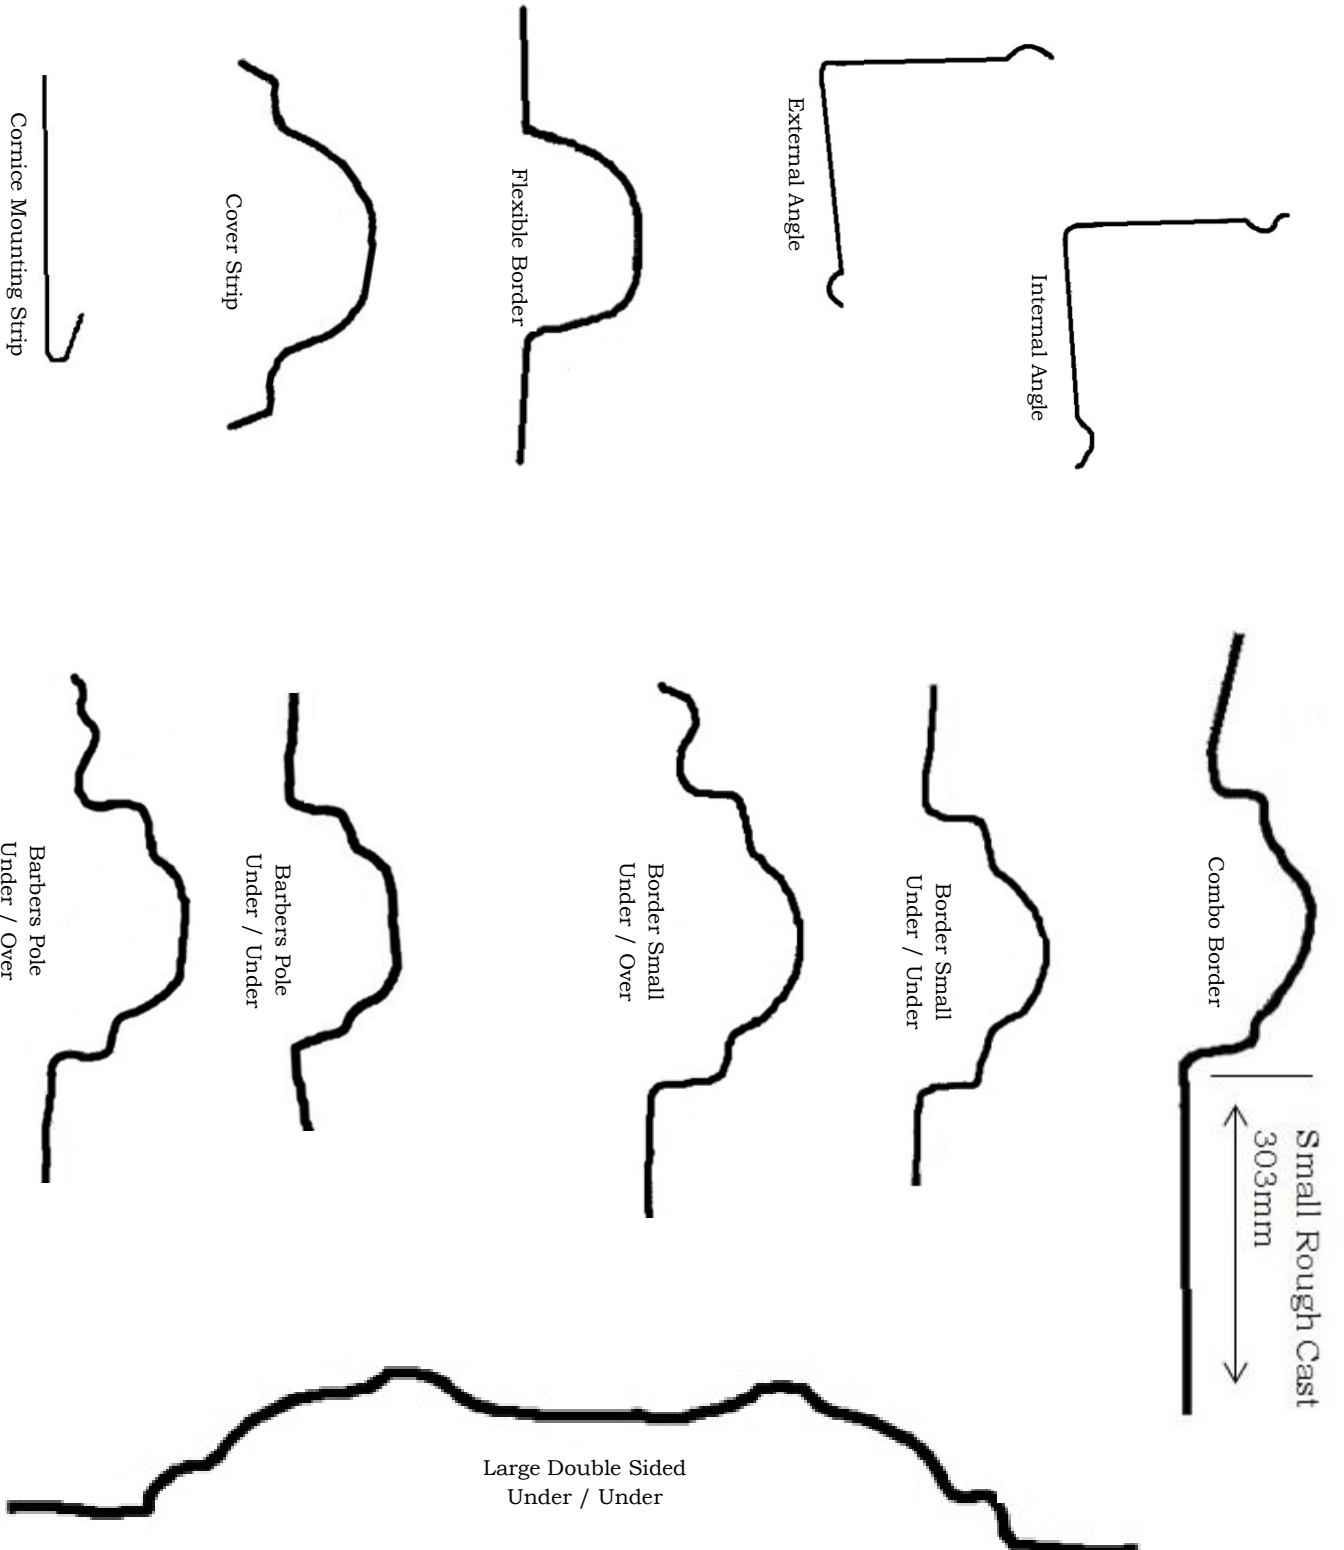 External Angle
Internal Angle
Flexible Border
Cover Strip
Cornice Mounting Strip
Combo Border
Small Rough Cast
303mm
Border Small
Under / Under
Border Small
Under / Over
Barbers Pole
Under / Under
Barbers Pole
Under / Over
Large Double Sided
Under / Under